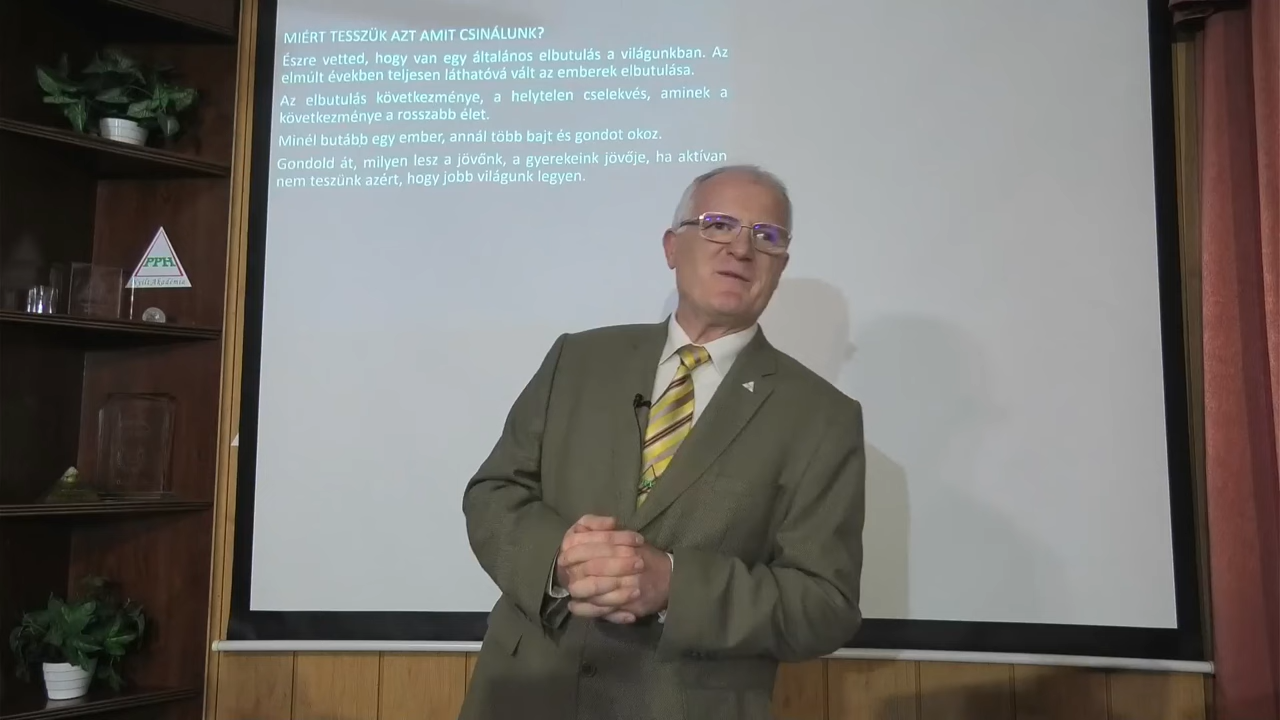 MIÉRT TESSZÜK AZT AMIT CSINÁLUNK?
Észre vetted, hogy van egy általános elbutulás a világunkban. Az
elmúlt években teljesen láthatóvá vált az emberek elbutulása.
Az elbutulás következménye, a helytelen cselekvés, aminek a
következménye a rosszabb élet.
Minél butább egy ember, annál több bajt és gondot okoz.
Gondold át, milyen lesz a jövőnk, a gyerekeink jövője, ha aktívan
nem teszünk azért, hogy jobb világunk legyen.
PPH
NyíltAkadémia